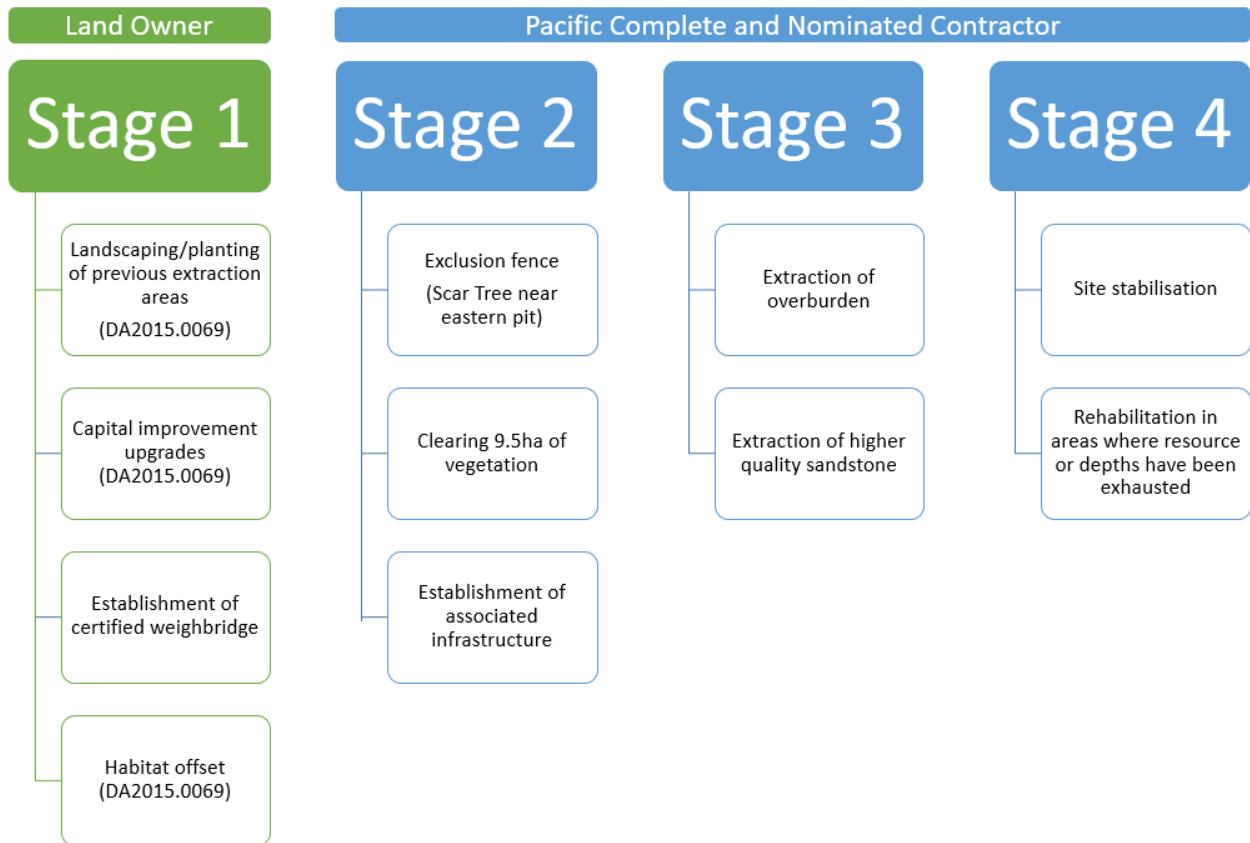 Land Owner
Pacific Complete and Nominated Contractor
Stage 1
Landscaping/planting
of previous extraction
areas
(DA2015.0069)
Capital improvement
upgrades
(DA2015.0069)
Establishment of
certified weighbridge
Habitat offset
(DA2015.0069)
Stage 2
Exclusion fence
(Scar Tree near
eastern pit)
Clearing 9.5ha of
vegetation
Establishment of
associated
infrastructure
Stage 3
Extraction of
overburden
Extraction of higher
quality sandstone
Stage 4
Site stabilisation
Rehabilitation in
areas where resource
or depths have been
exhausted